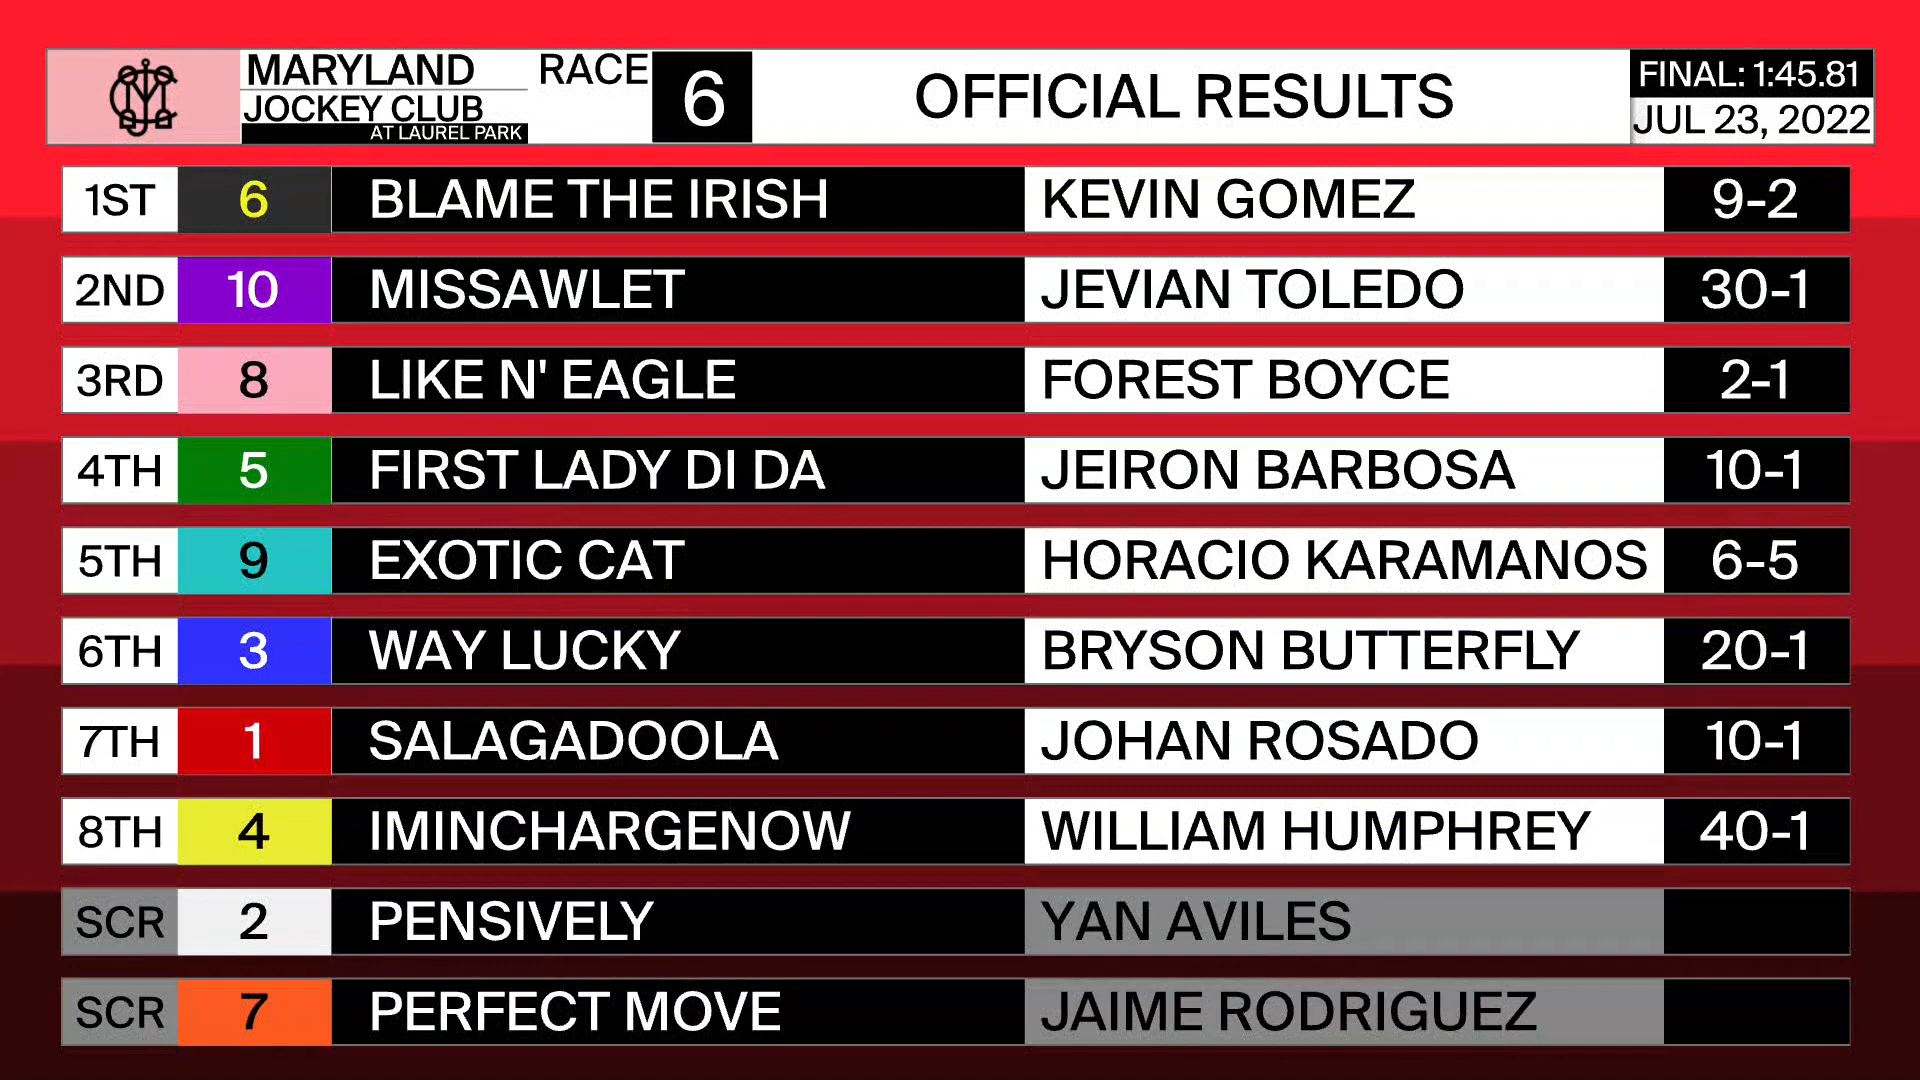 MARYLAND
JOCKEY CLUB
AT LAUREL PARK
RACE 6
OFFICIAL RESULTS
FINAL: 1:45.81
JUL 23, 2022
1ST 6 BLAME THE IRISH KEVIN GOMEZ 9-2
2ND 10 MISSAWLET JEVIAN TOLEDO 30-1
3RD 8 LIKE N' EAGLE FOREST BOYCE 2-1
4TH 5 FIRST LADY DI DA JEIRON BARBOSA 10-1
5TH 9 EXOTIC CAT HORACIO KARAMANOS 6-5
6TH 3 WAY LUCKY BRYSON BUTTERFLY 20-1
7TH 1 SALAGADOOLA JOHAN ROSADO 10-1
8TH 4 IMINCHARGENOW WILLIAM HUMPHREY 40-1
SCR 2 PENSIVELY YAN AVILES
SCR 7 PERFECT MOVE JAIME RODRIGUEZ